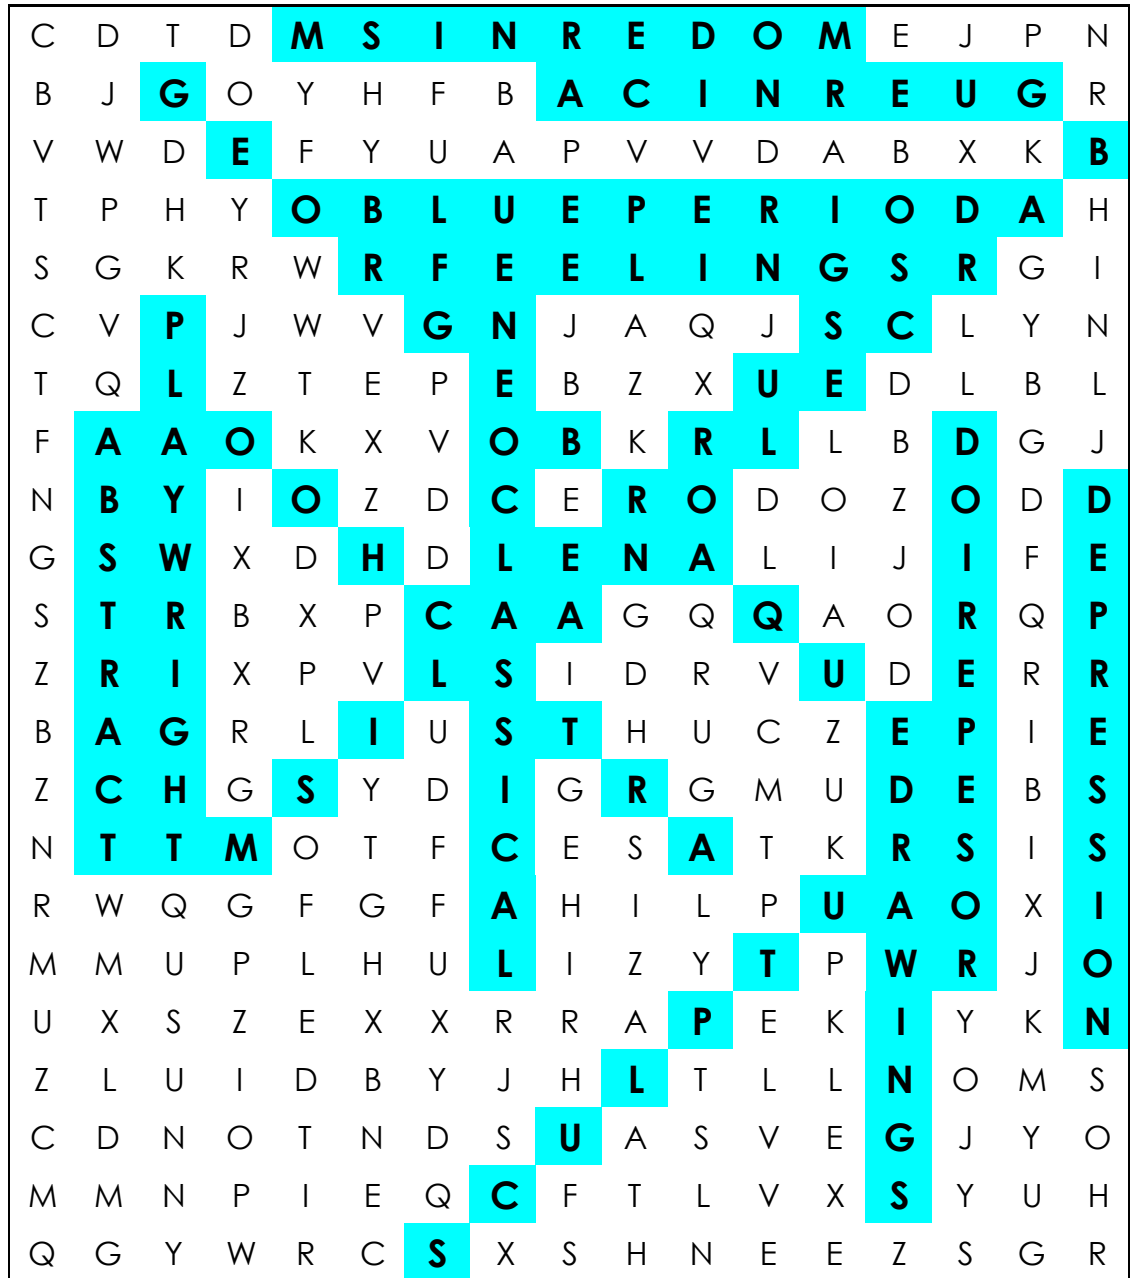 C D T D M S I N R E D O M E J P N
B J G O Y H F B A C I N R E U G R
V W D E F Y U A P V V D A B X K B
T P H Y O B L U E P E R I O D A H
S G K R W R F E E L I N G S R G I
C V P J W V G N J A Q J S C L Y N
T Q L Z T E P E B Z X U E D L B L
F A A O K X V O B K R L L B D G J
N B Y I O Z D C E R O D O Z O D D
G S W X D H D L E N A L I J I F E
S T R B X P C A A G Q Q A O R Q P
Z R I X P V L S I D R V U D E R R
B A G R L I U S T H U C Z E P I E
Z C H G S Y D I G R G M U D E B S
N T T M O T F C E S A T K R S I S
R W Q G F G F A H I L P U A O X I
M M U P L H U L I Z Y T P W R J O
U X S Z E X X R R A P E K I Y K N
Z L U I D B Y J H L T L L N O M S
C D N O T N D S U A S V E G J Y O
M M N P I E Q C F T L V X S Y U H
Q G Y W R C S X S H N E E Z S G R